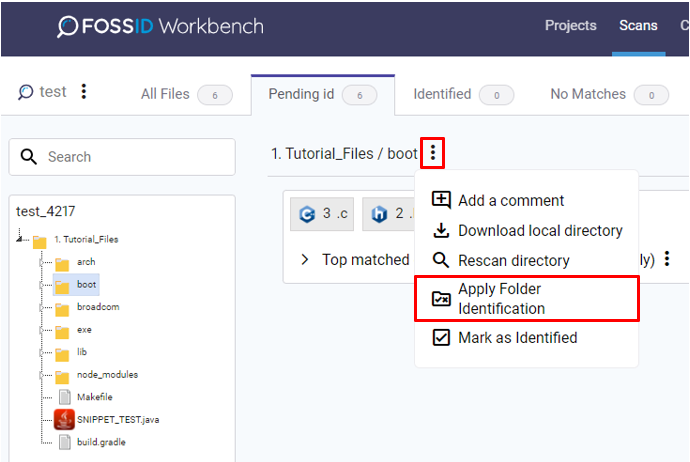 FOSSID Workbench
Projects Scans C
test All Files 6 Pending id 6 Identified 0 No Matches 0
Search
1. Tutorial_Files / boot
test_4217
1. Tutorial_Files
arch
boot
broadcom
exe
lib
node_modules
Makefile
SNIPPET_TEST.java
build.gradle
3 .c 2 .
Top matched ly)
Add a comment
Download local directory
Rescan directory
Apply Folder
Identification
Mark as Identified